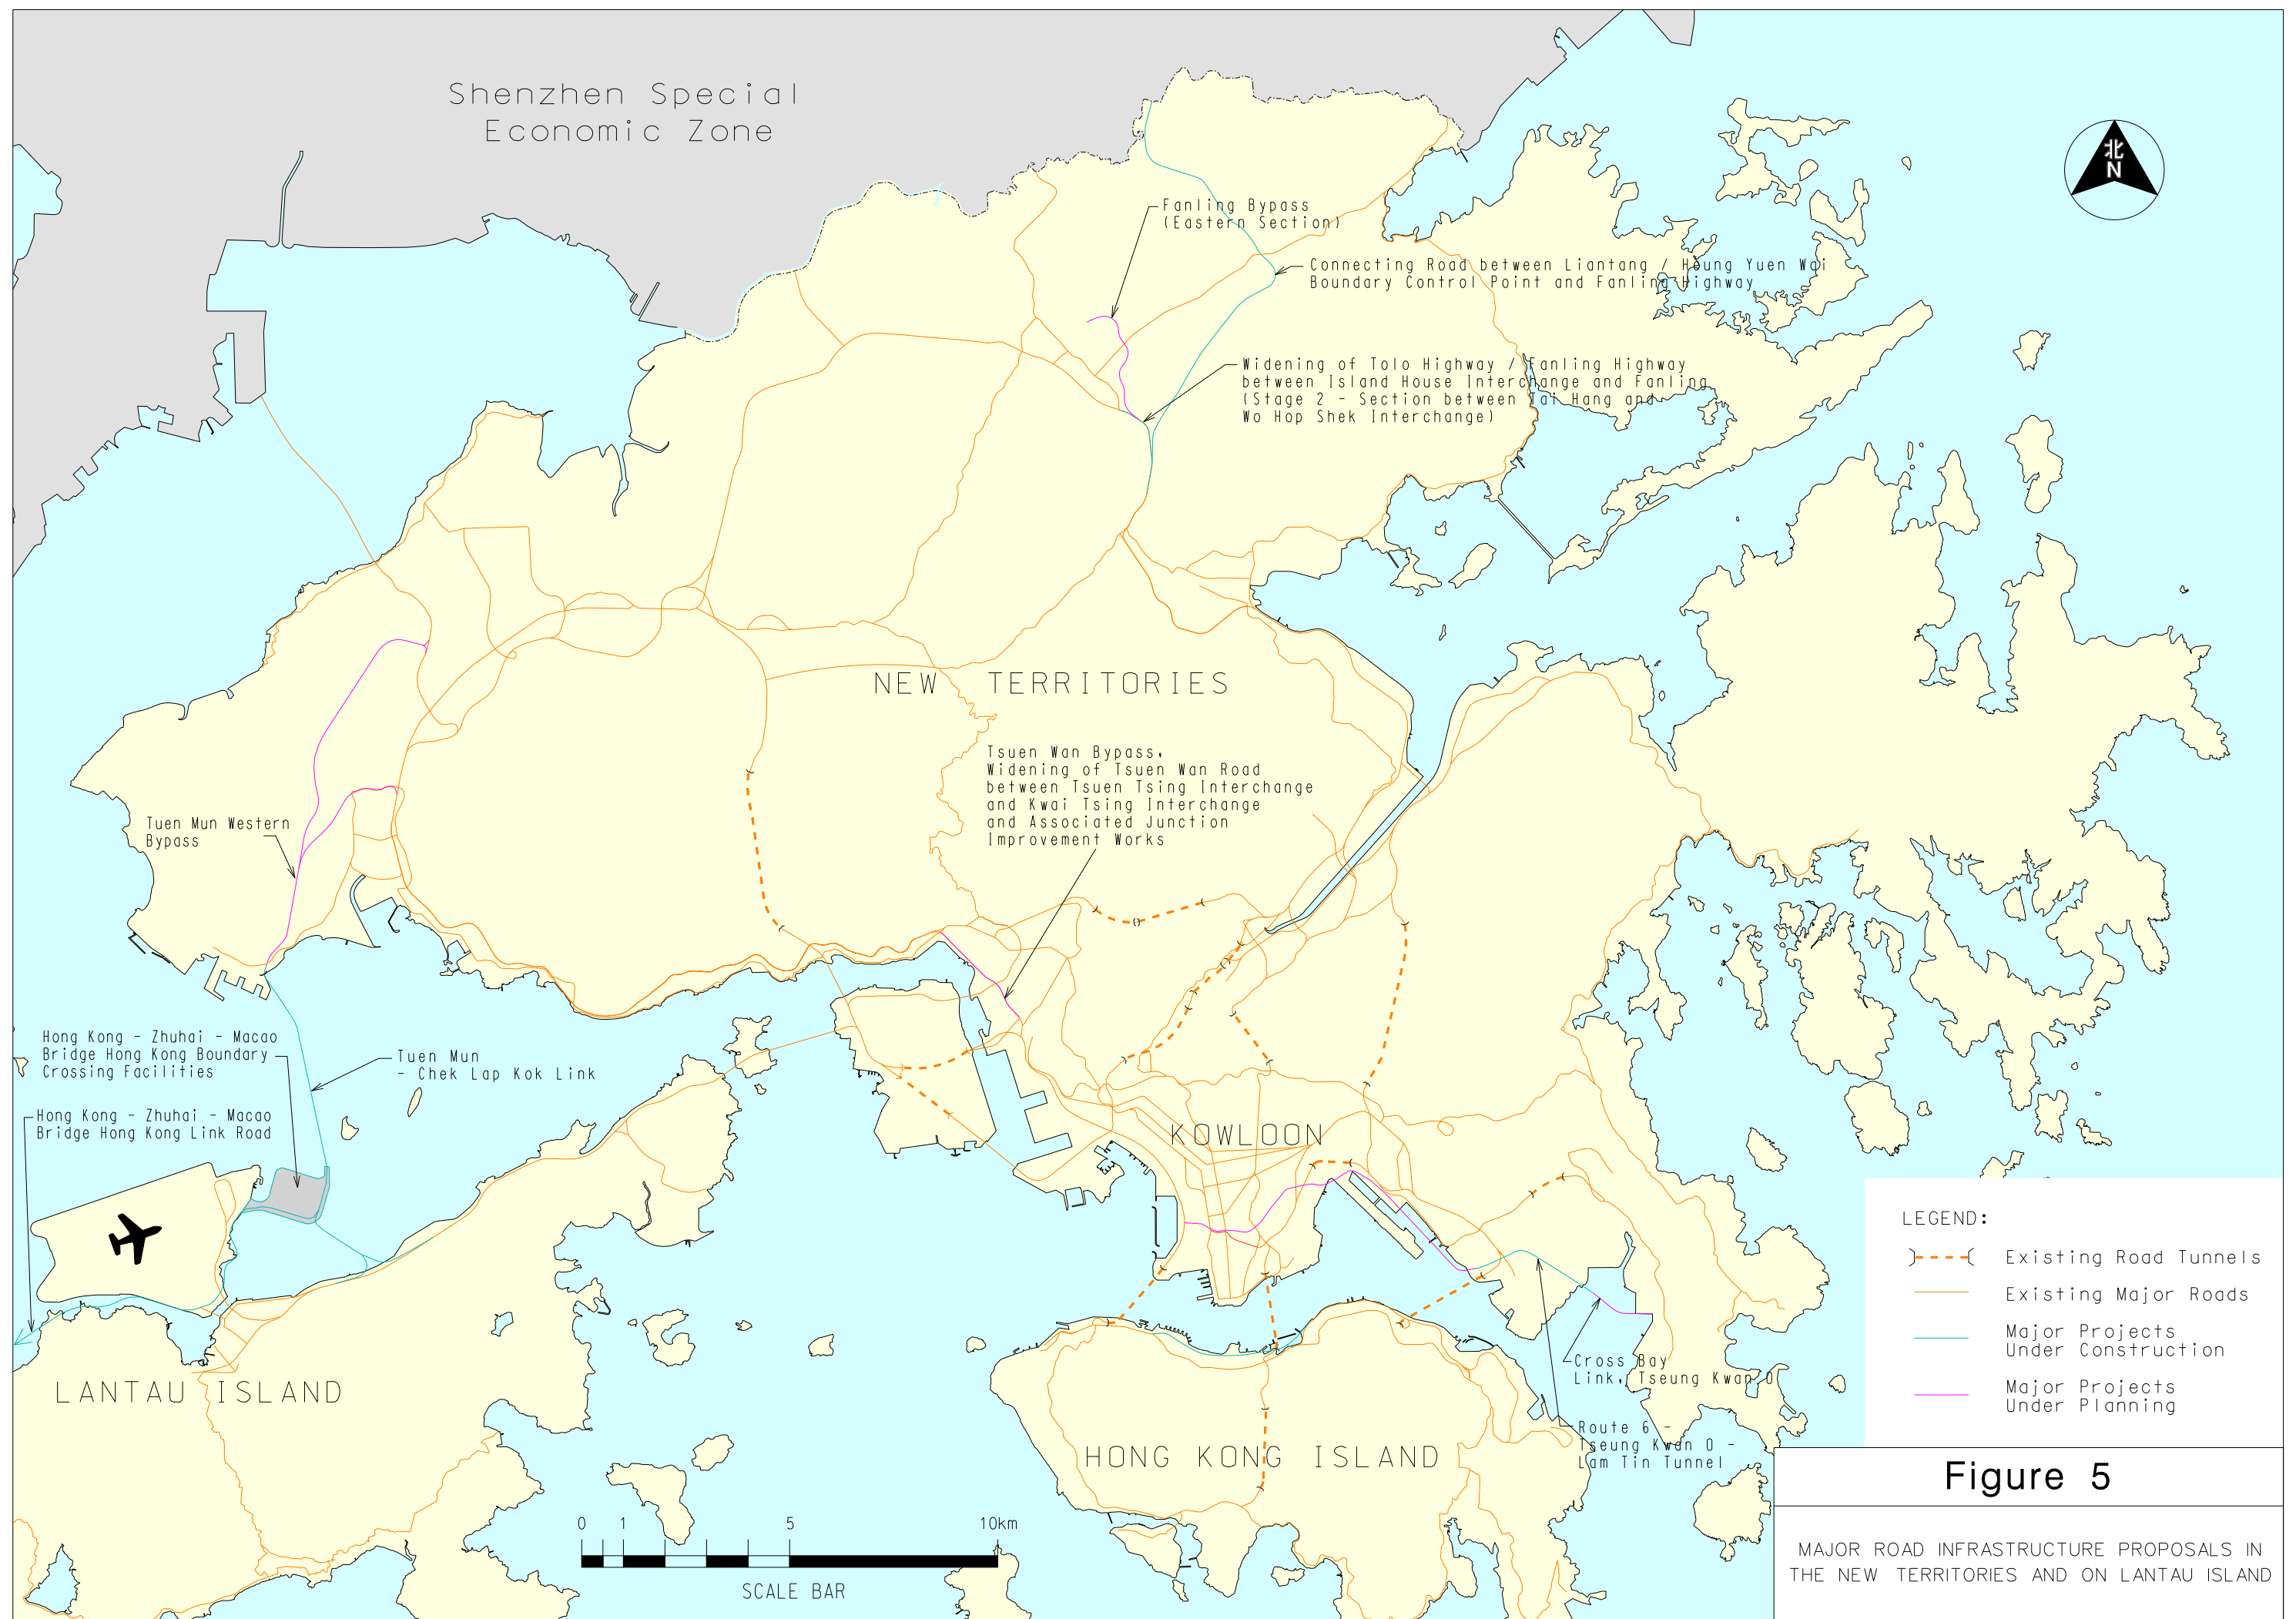 Shenzhen Special
Economic Zone
北
N
Fanling Bypass
(Eastern Section)
Connecting Road between Liantang / Heung Yuen Wai
Boundary Control Point and Fanling Highway
Widening of Tolo Highway / Fanling Highway
between Island House Interchange and Fanling
(Stage 2 - Section between Tai Hang and
Wo Hop Shek Interchange)
NEW TERRITORIES
Tsuen Wan Bypass,
Widening of Tsuen Wan Road
between Tsuen Tsing Interchange
and Kwai Tsing Interchange
and Associated Junction
Improvement Works
Tuen Mun Western
Bypass
Hong Kong - Zhuhai - Macao
Bridge Hong Kong Boundary
Crossing Facilities
Tuen Mun
- Chek Lap Kok Link
Hong Kong - Zhuhai - Macao
Bridge Hong Kong Link Road
KOWLOON
LANTAU ISLAND
HONG KONG ISLAND
Cross Bay
Link, Tseung Kwan O
Route 6 -
Tseung Kwan O -
Lam Tin Tunnel
0 1 5 10km
SCALE BAR
LEGEND:
Existing Road Tunnels
Existing Major Roads
Major Projects
Under Construction
Major Projects
Under Planning
Figure 5
MAJOR ROAD INFRASTRUCTURE PROPOSALS IN
THE NEW TERRITORIES AND ON LANTAU ISLAND